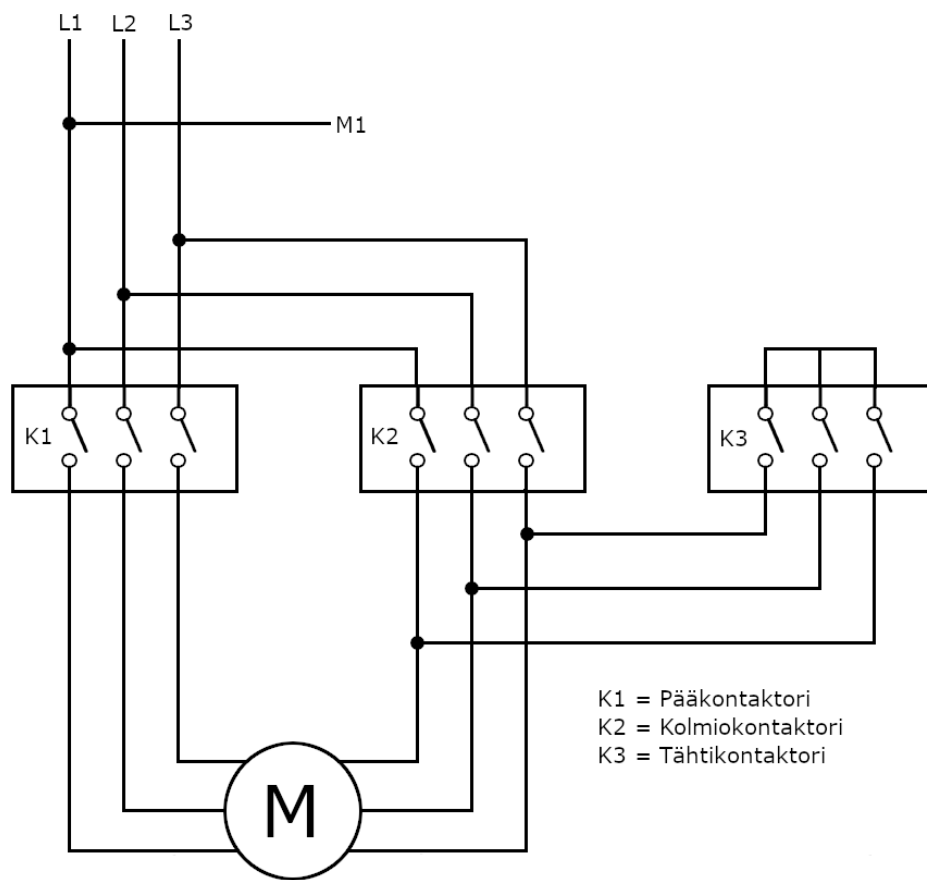 L1 L2 L3
M1
K1 K2 K3
K1 = Pääkontaktori
K2 = Kolmiokontaktori
K3 = Tähtikontaktori
M